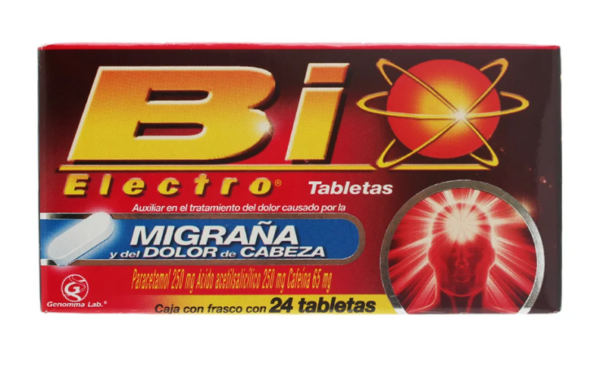 Bio
Electro®
Tabletas
Auxiliar en el tratamiento del dolor causado por la
MIGRAÑA
y del DOLOR de CABEZA
Paracetamol 250 mg Ácido acetilsalicílico 250 mg Cafeína 65 mg
Caja con frasco con 24 tabletas
Genomma Lab.®